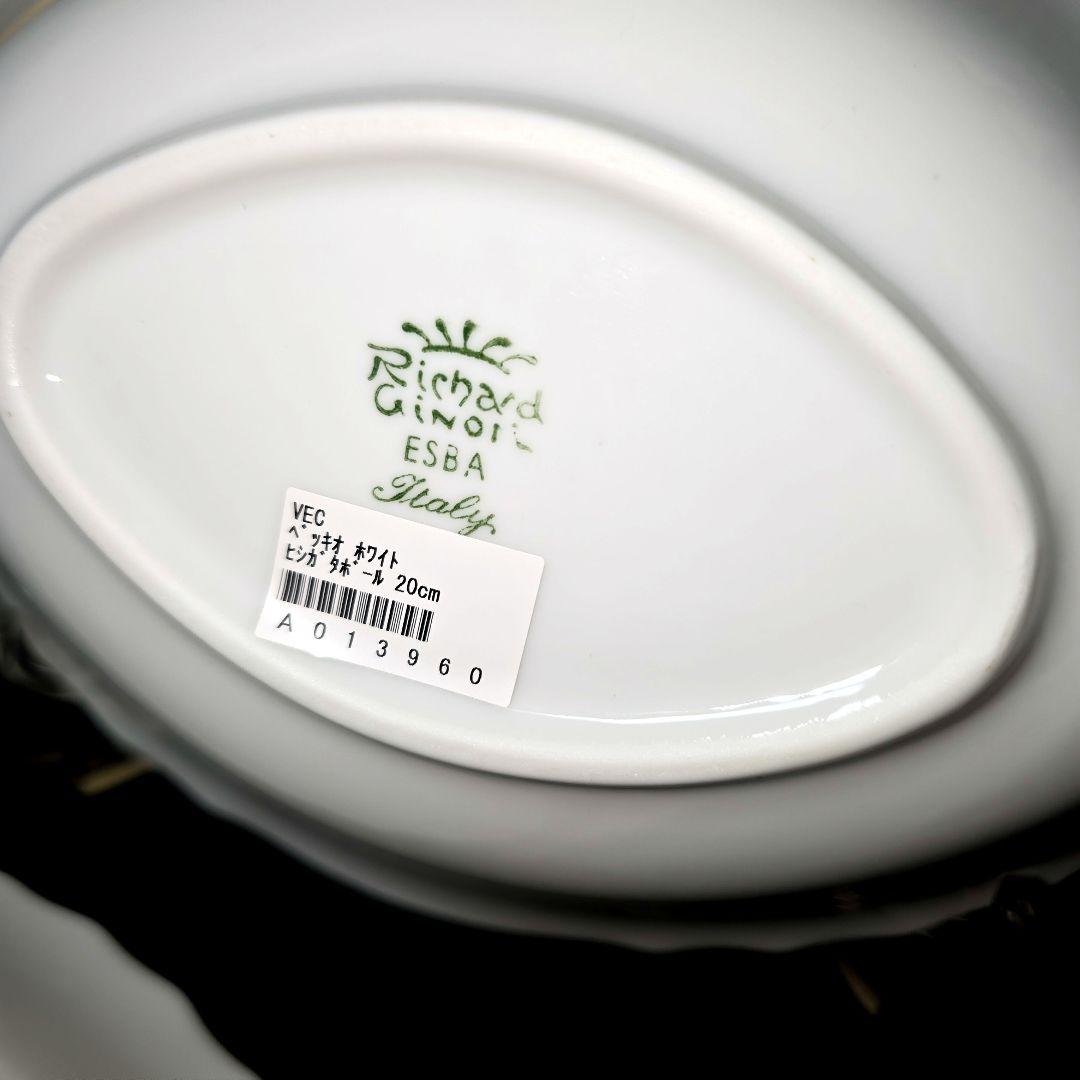 Richard
GINORI
ESBA
Italy
VEC
ﾍﾞｯｷｵ ﾎﾜｲﾄ
ﾋｼｶﾞﾀﾎﾞｰﾙ 20cm
A013960